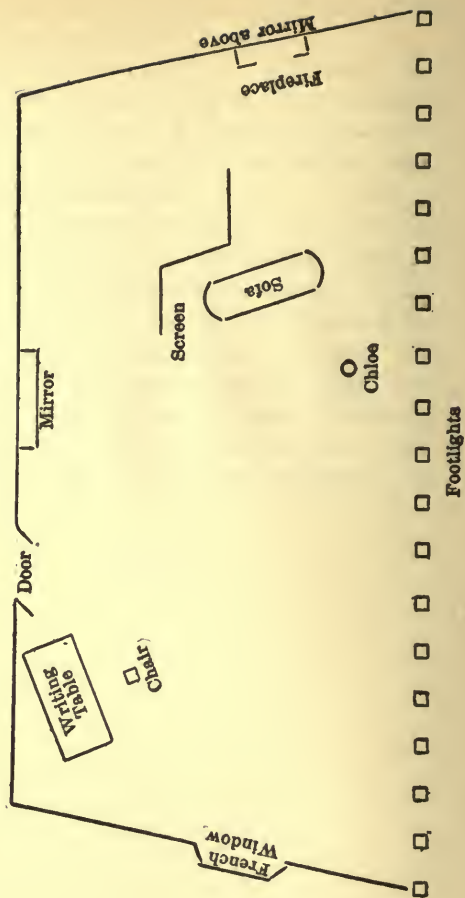 Mirror above
Fireplace
Screen
Sofa
Mirror
Chloe
Door
Writing
Table
Chair
French
Window
Footlights